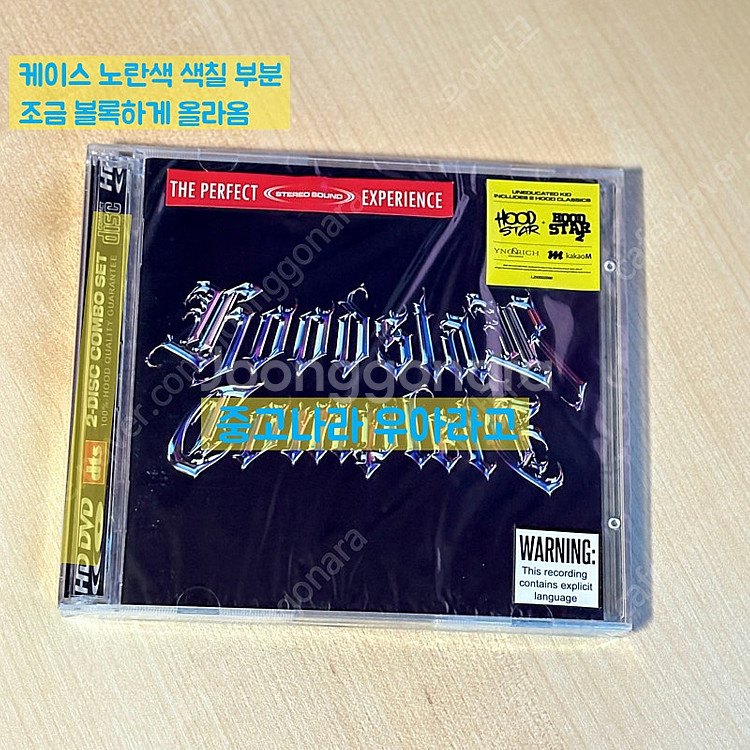 케이스 노란색 색칠 부분
조금 볼록하게 올라옴
THE PERFECT STEREO SOUND EXPERIENCE
UNEDUCATED KID
INCLUDES 2 HOOD CLASSICS
HOOD STAR + HOOD STAR 2
YNG&RICH
kakaoM
disc
2-DISC COMBO SET
100% HOOD QUALITY GUARANTEE
dts
HD DVD
Joonggonara
중고나라 우아라고
WARNING:
This recording
contains explicit
language